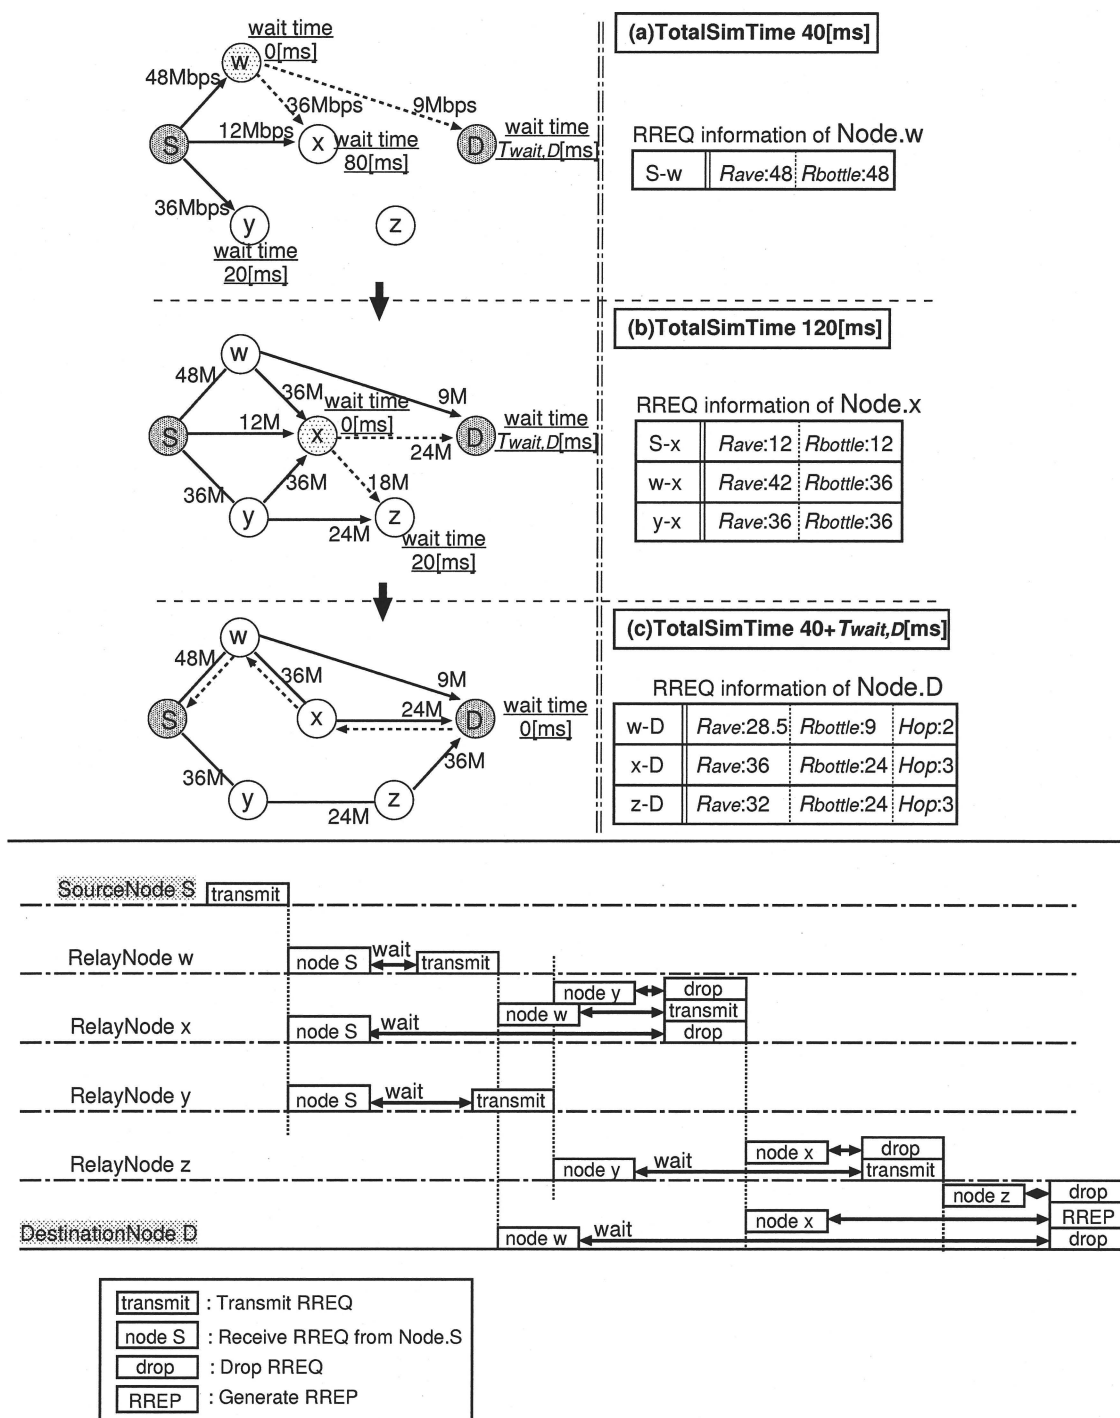 wait time
0[ms]
w
48Mbps
36Mbps
9Mbps
12Mbps
S
x
wait time
80[ms]
D
wait time
Twait,D[ms]
36Mbps
y
z
wait time
20[ms]
(a)TotalSimTime 40[ms]
RREQ information of Node.w
S-w Rave:48 Rbottle:48
w
48M
36M
9M
wait time
0[ms]
S
12M
x
24M
D
wait time
Twait,D[ms]
36M
36M
18M
y
24M
z
wait time
20[ms]
(b)TotalSimTime 120[ms]
RREQ information of Node.x
S-x Rave:12 Rbottle:12
w-x Rave:42 Rbottle:36
y-x Rave:36 Rbottle:36
w
48M
36M
9M
S
x
24M
D
wait time
0[ms]
36M
36M
y
24M
z
(c)TotalSimTime 40+Twait,D[ms]
RREQ information of Node.D
w-D Rave:28.5 Rbottle:9 Hop:2
x-D Rave:36 Rbottle:24 Hop:3
z-D Rave:32 Rbottle:24 Hop:3
SourceNode S transmit
RelayNode w node S wait transmit
node y drop
node w transmit
RelayNode x node S wait drop
RelayNode y node S wait transmit
node x drop
RelayNode z node y wait transmit
node z drop
node x RREP
DestinationNode D node w wait drop
transmit : Transmit RREQ
node S : Receive RREQ from Node.S
drop : Drop RREQ
RREP : Generate RREP